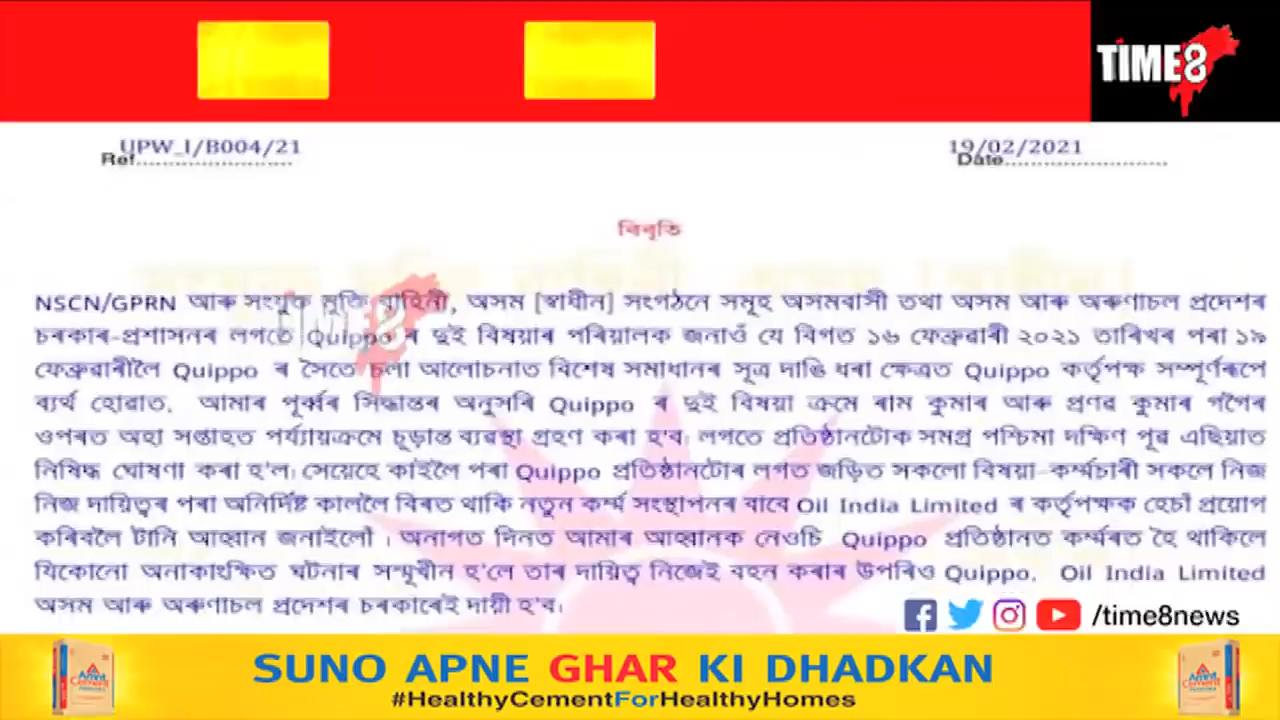 TIME8
UPW_I/B004/21
19/02/2021
Ref........................
Date.........................
বিবৃতি
NSCN/GPRN আৰু সংযুক্ত মুক্তি বাহিনী, অসম [স্বাধীন] সংগঠনে সমূহ অসমবাসী তথা অসম আৰু অৰুণাচল প্ৰদেশৰ
চৰকাৰ-প্ৰশাসনৰ লগতে Quippo ৰ দুই বিষয়াৰ পৰিয়ালক জনাওঁ যে বিগত ১৬ ফেব্ৰুৱাৰী ২০২১ তাৰিখৰ পৰা ১৯
ফেব্ৰুৱাৰীলৈ Quippo ৰ সৈতে চলা আলোচনাত বিশেষ সমাধানৰ সূত্ৰ দাঙি ধৰা ক্ষেত্ৰত Quippo কৰ্তৃপক্ষ সম্পূৰ্ণৰূপে
ব্যৰ্থ হোৱাত, আমাৰ পূৰ্ব্বৰ সিদ্ধান্তৰ অনুসৰি Quippo ৰ দুই বিষয়া ক্ৰমে ৰাম কুমাৰ আৰু প্ৰণৱ কুমাৰ গগৈৰ
ওপৰত অহা সপ্তাহত পৰ্য্যায়ক্ৰমে চূড়ান্ত ব্যৱস্থা গ্ৰহণ কৰা হ'ব। লগতে প্ৰতিষ্ঠানটোক সমগ্ৰ পশ্চিমা দক্ষিণ পূৱ এছিয়াত
নিষিদ্ধ ঘোষণা কৰা হ'ল। সেয়েহে কাইলৈ পৰা Quippo প্ৰতিষ্ঠানটোৰ লগত জড়িত সকলো বিষয়া-কৰ্ম্মচাৰী সকলে নিজ
নিজ দায়িত্বৰ পৰা অনিৰ্দিষ্ট কাললৈ বিৰত থাকি নতুন কৰ্ম্ম সংস্থাপনৰ বাবে Oil India Limited ৰ কৰ্তৃপক্ষক হেচাঁ প্ৰয়োগ
কৰিবলৈ টানি আহ্বান জনাইলোঁ । অনাগত দিনত আমাৰ আহ্বানক নেওচি Quippo প্ৰতিষ্ঠানত কৰ্ম্মৰত হৈ থাকিলে
যিকোনো অনাকাংক্ষিত ঘটনাৰ সন্মুখীন হ'লে তাৰ দায়িত্ব নিজেই বহন কৰাৰ উপৰিও Quippo, Oil India Limited
অসম আৰু অৰুণাচল প্ৰদেশৰ চৰকাৰেই দায়ী হ'ব।
TIME8
/time8news
SUNO APNE GHAR KI DHADKAN
#HealthyCementForHealthyHomes
Amrit
Cement
Amrit
Cement